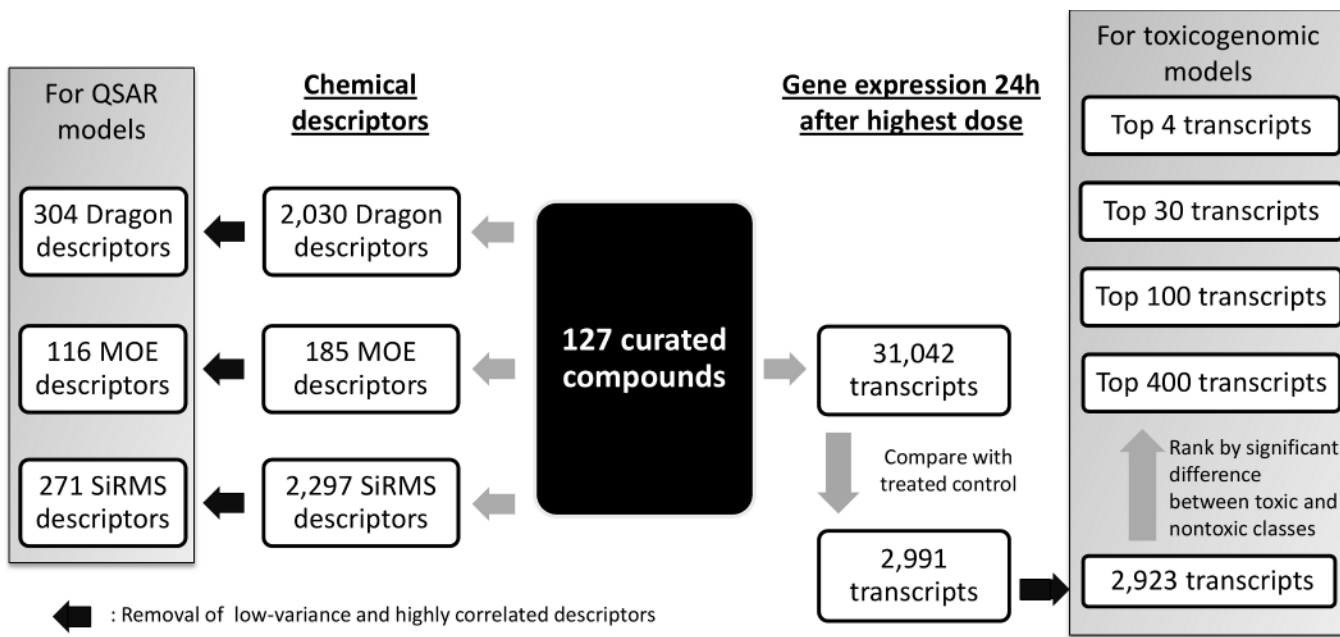 For QSAR
models
304 Dragon
descriptors
116 MOE
descriptors
271 SiRMS
descriptors
Chemical
descriptors
2,030 Dragon
descriptors
185 MOE
descriptors
2,297 SiRMS
descriptors
127 curated
compounds
Gene expression 24h
after highest dose
31,042
transcripts
Compare with
treated control
2,991
transcripts
For toxicogenomic
models
Top 4 transcripts
Top 30 transcripts
Top 100 transcripts
Top 400 transcripts
Rank by significant
difference
between toxic and
nontoxic classes
2,923 transcripts
: Removal of low-variance and highly correlated descriptors